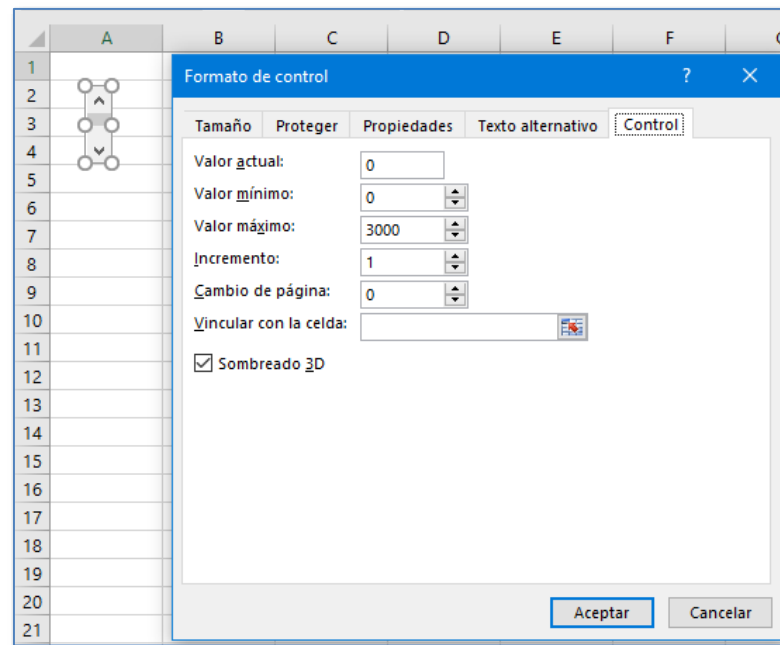 A B C D E F
Formato de control ?
Tamaño Proteger Propiedades Texto alternativo Control
Valor actual: 0
Valor mínimo: 0
Valor máximo: 3000
Incremento: 1
Cambio de página: 0
Vincular con la celda:
Sombreado 3D
Aceptar Cancelar
1
2
3
4
5
6
7
8
9
10
11
12
13
14
15
16
17
18
19
20
21